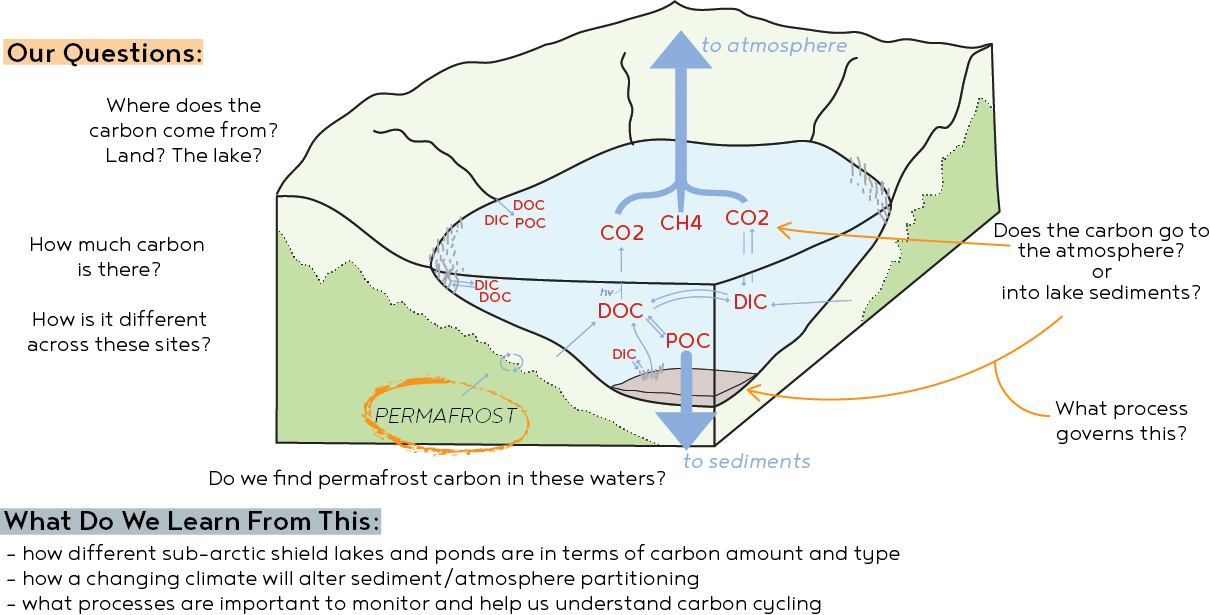 Our Questions:
Where does the
carbon come from?
Land? The lake?
How much carbon
is there?
How is it different
across these sites?
to atmosphere
DOC
DIC POC
CO2
CH4
CO2
DIC
DOC
hv
DOC
DIC
POC
DIC
PERMAFROST
to sediments
Does the carbon go to
the atmosphere?
or
into lake sediments?
What process
governs this?
Do we find permafrost carbon in these waters?
What Do We Learn From This:
- how different sub-arctic shield lakes and ponds are in terms of carbon amount and type
- how a changing climate will alter sediment/atmosphere partitioning
- what processes are important to monitor and help us understand carbon cycling